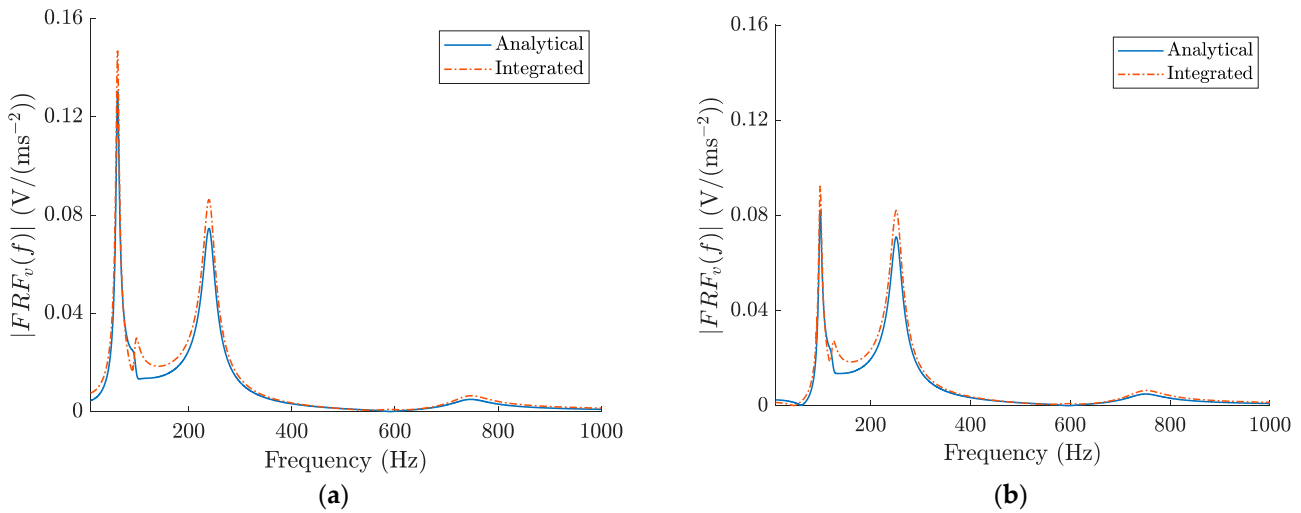 0.16
0.12
0.08
0.04
0
|FRF_v(f)| (V/(ms⁻²))
Analytical
Integrated
200
400
600
800
1000
Frequency (Hz)
(a)
0.16
0.12
0.08
0.04
0
|FRF_v(f)| (V/(ms⁻²))
Analytical
Integrated
200
400
600
800
1000
Frequency (Hz)
(b)